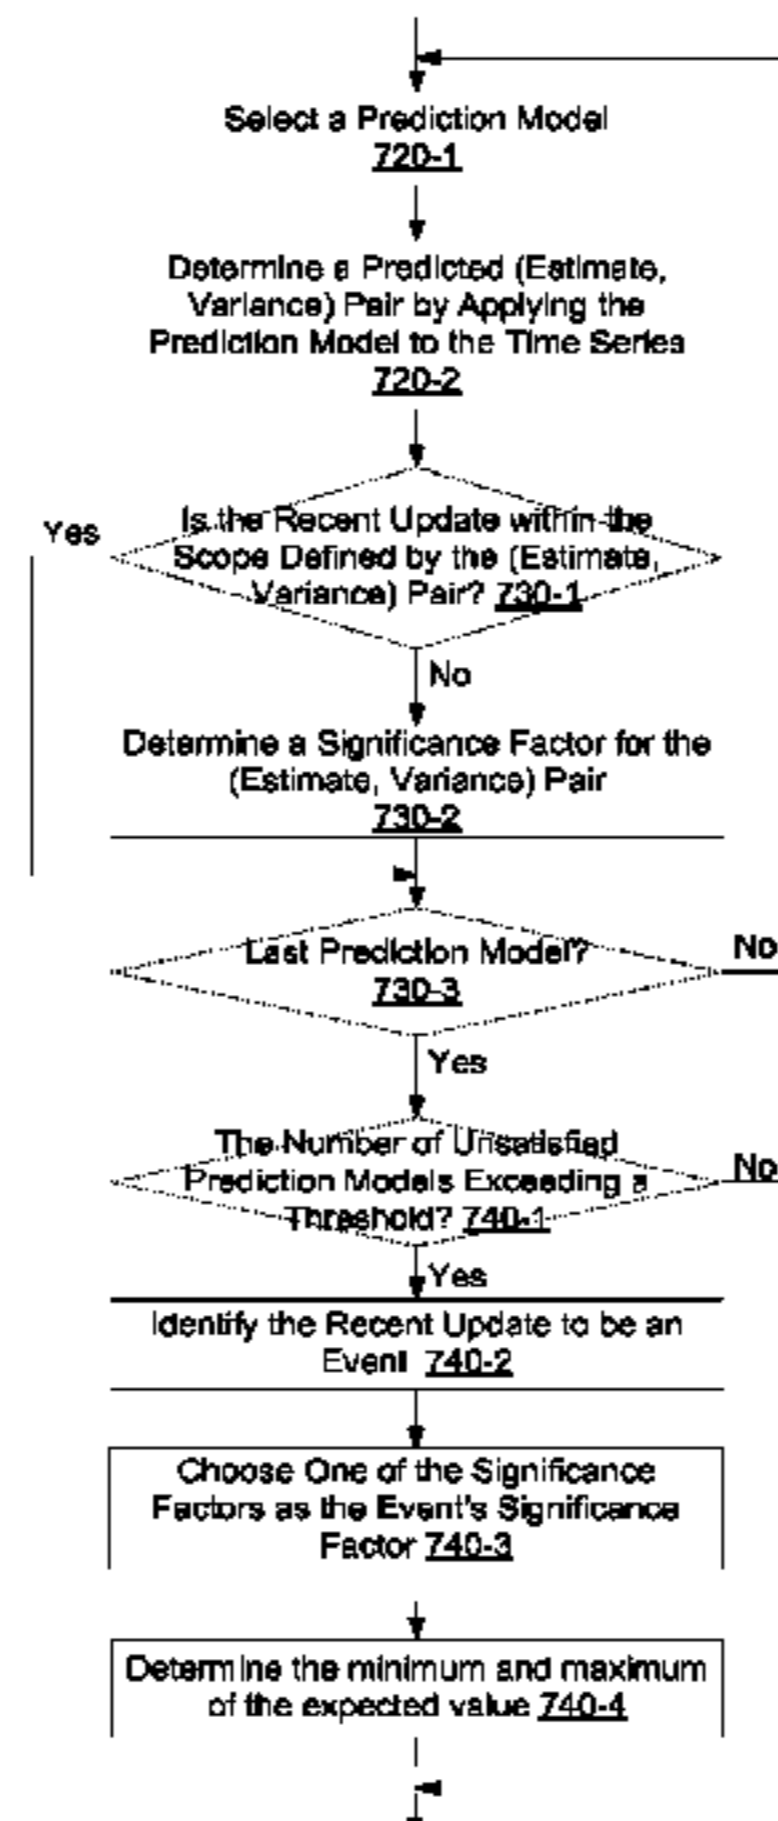 Select a Prediction Model
720-1
Determine a Predicted (Estimate,
Variance) Pair by Applying the
Prediction Model to the Time Series
720-2
Yes
Is the Recent Update within the
Scope Defined by the (Estimate,
Variance) Pair? 730-1
No
Determine a Significance Factor for the
(Estimate, Variance) Pair
730-2
Last Prediction Model?
730-3
No
Yes
The Number of Unsatisfied
Prediction Models Exceeding a
Threshold? 740-1
No
Yes
Identify the Recent Update to be an
Event 740-2
Choose One of the Significance
Factors as the Event's Significance
Factor 740-3
Determine the minimum and maximum
of the expected value 740-4